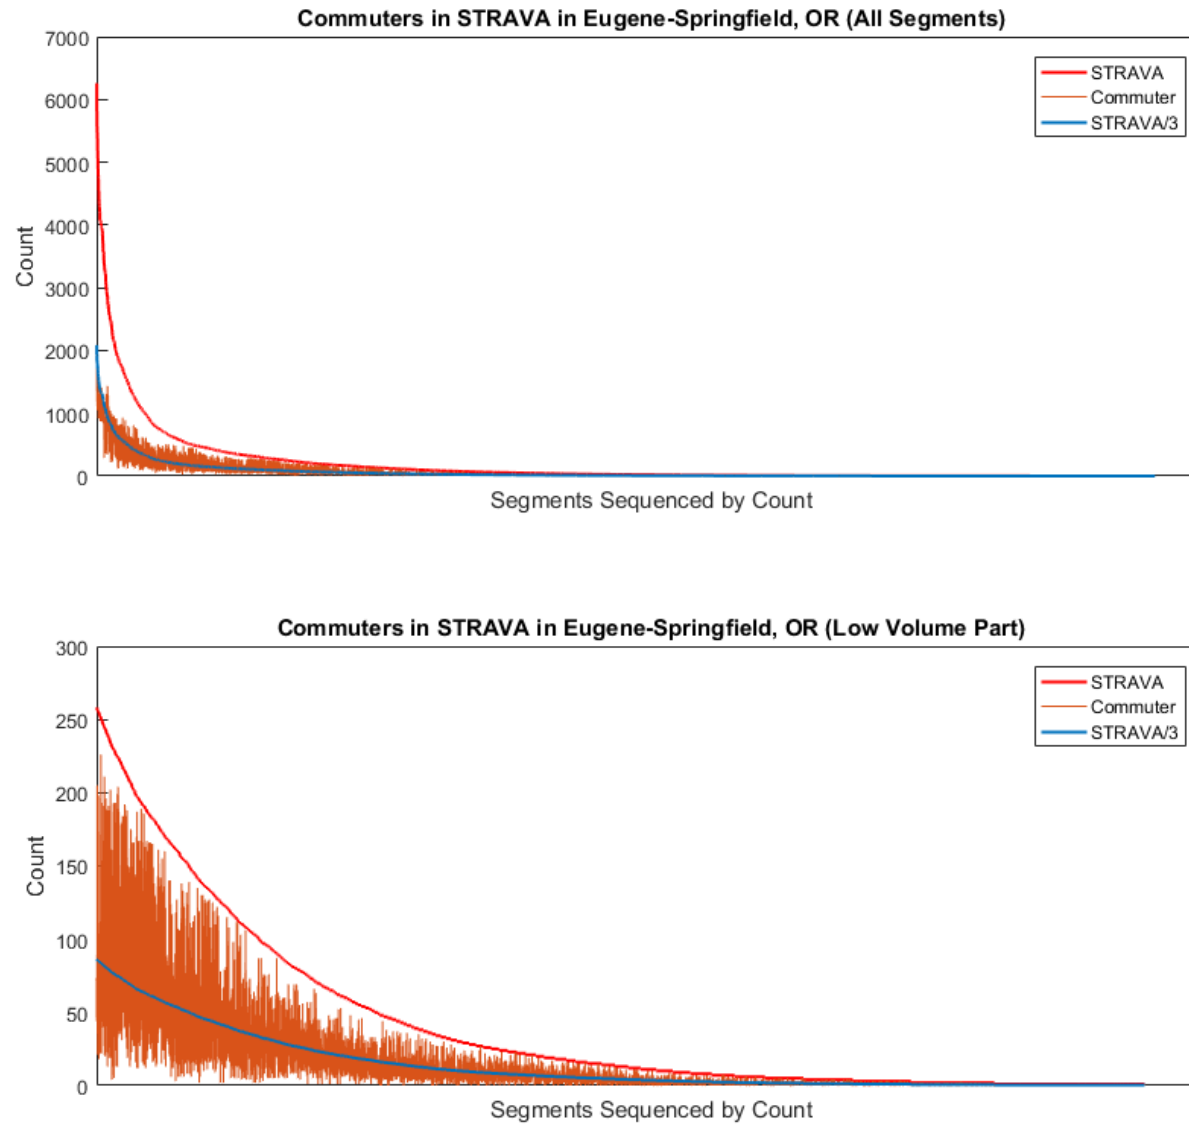 Commuters in STRAVA in Eugene-Springfield, OR (All Segments)
7000
6000
5000
4000
3000
2000
1000
0
Count
STRAVA
Commuter
STRAVA/3
Segments Sequenced by Count
Commuters in STRAVA in Eugene-Springfield, OR (Low Volume Part)
300
250
200
150
100
50
0
Count
STRAVA
Commuter
STRAVA/3
Segments Sequenced by Count